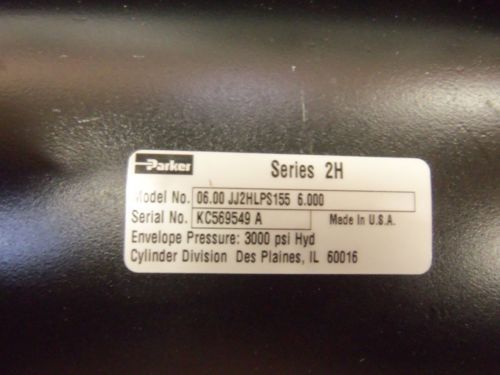 Parker Series 2H
Model No. 06.00 JJ2HLPS155 6.000
Serial No. KC569549 A Made in U.S.A.
Envelope Pressure: 3000 psi Hyd
Cylinder Division Des Plaines, IL 60016